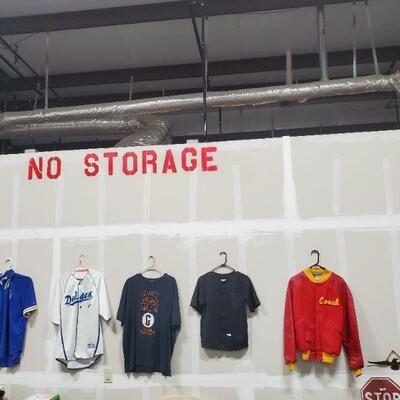 NO STORAGE
Dodgers
G
Coach
STOP